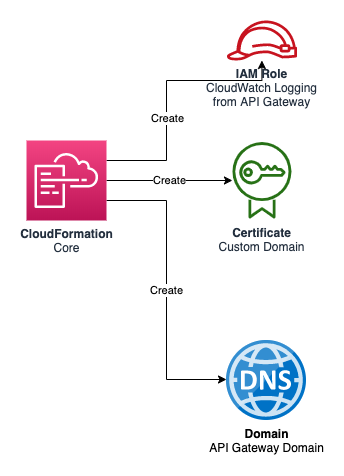 IAM Role
CloudWatch Logging
from API Gateway
Create
Create
CloudFormation
Core
Certificate
Custom Domain
Create
DNS
Domain
API Gateway Domain